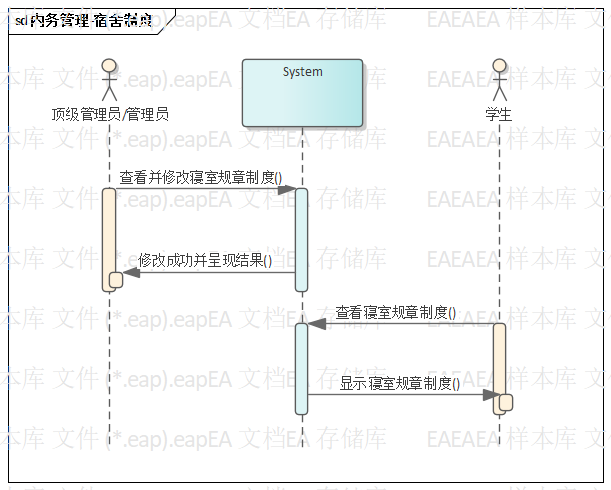 sd 内务管理-宿舍制度
System
顶级管理员/管理员
学生
查看并修改寝室规章制度()
修改成功并呈现结果()
查看寝室规章制度()
显示寝室规章制度()